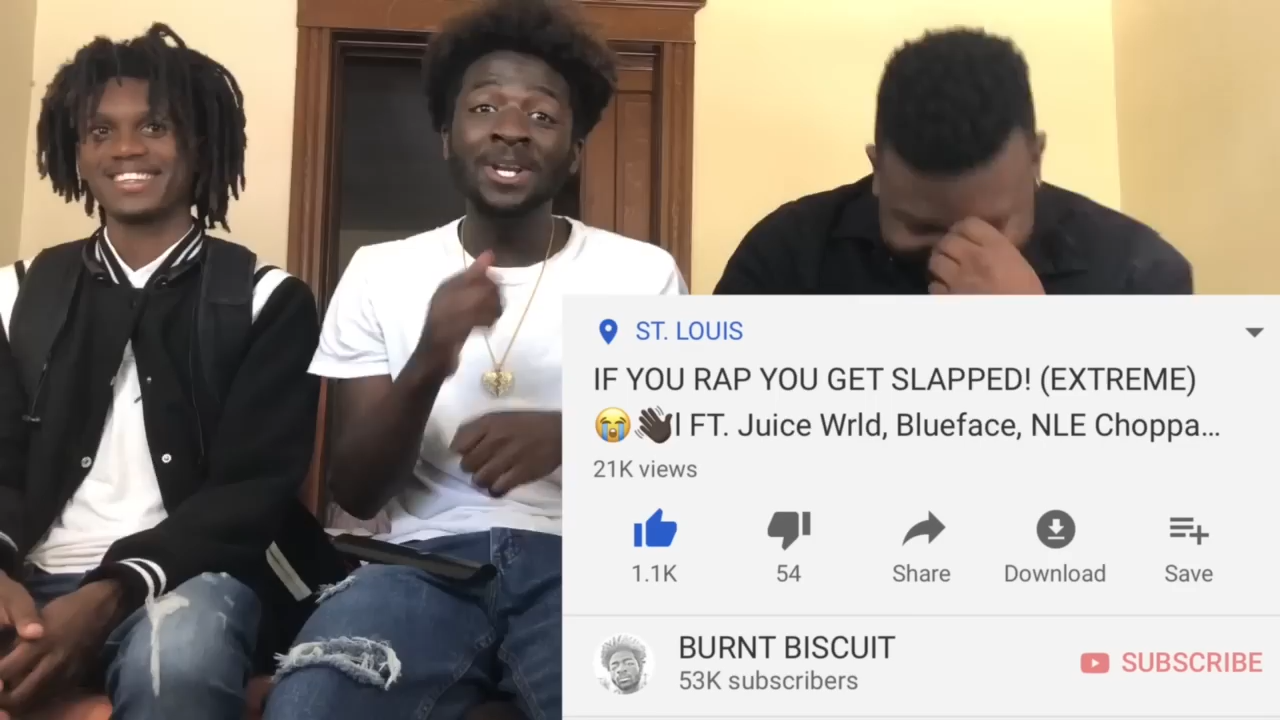 ST. LOUIS
IF YOU RAP YOU GET SLAPPED! (EXTREME)
😭👋🏿l FT. Juice Wrld, Blueface, NLE Choppa...
21K views
1.1K 54 Share Download Save
BURNT BISCUIT
SUBSCRIBE
53K subscribers